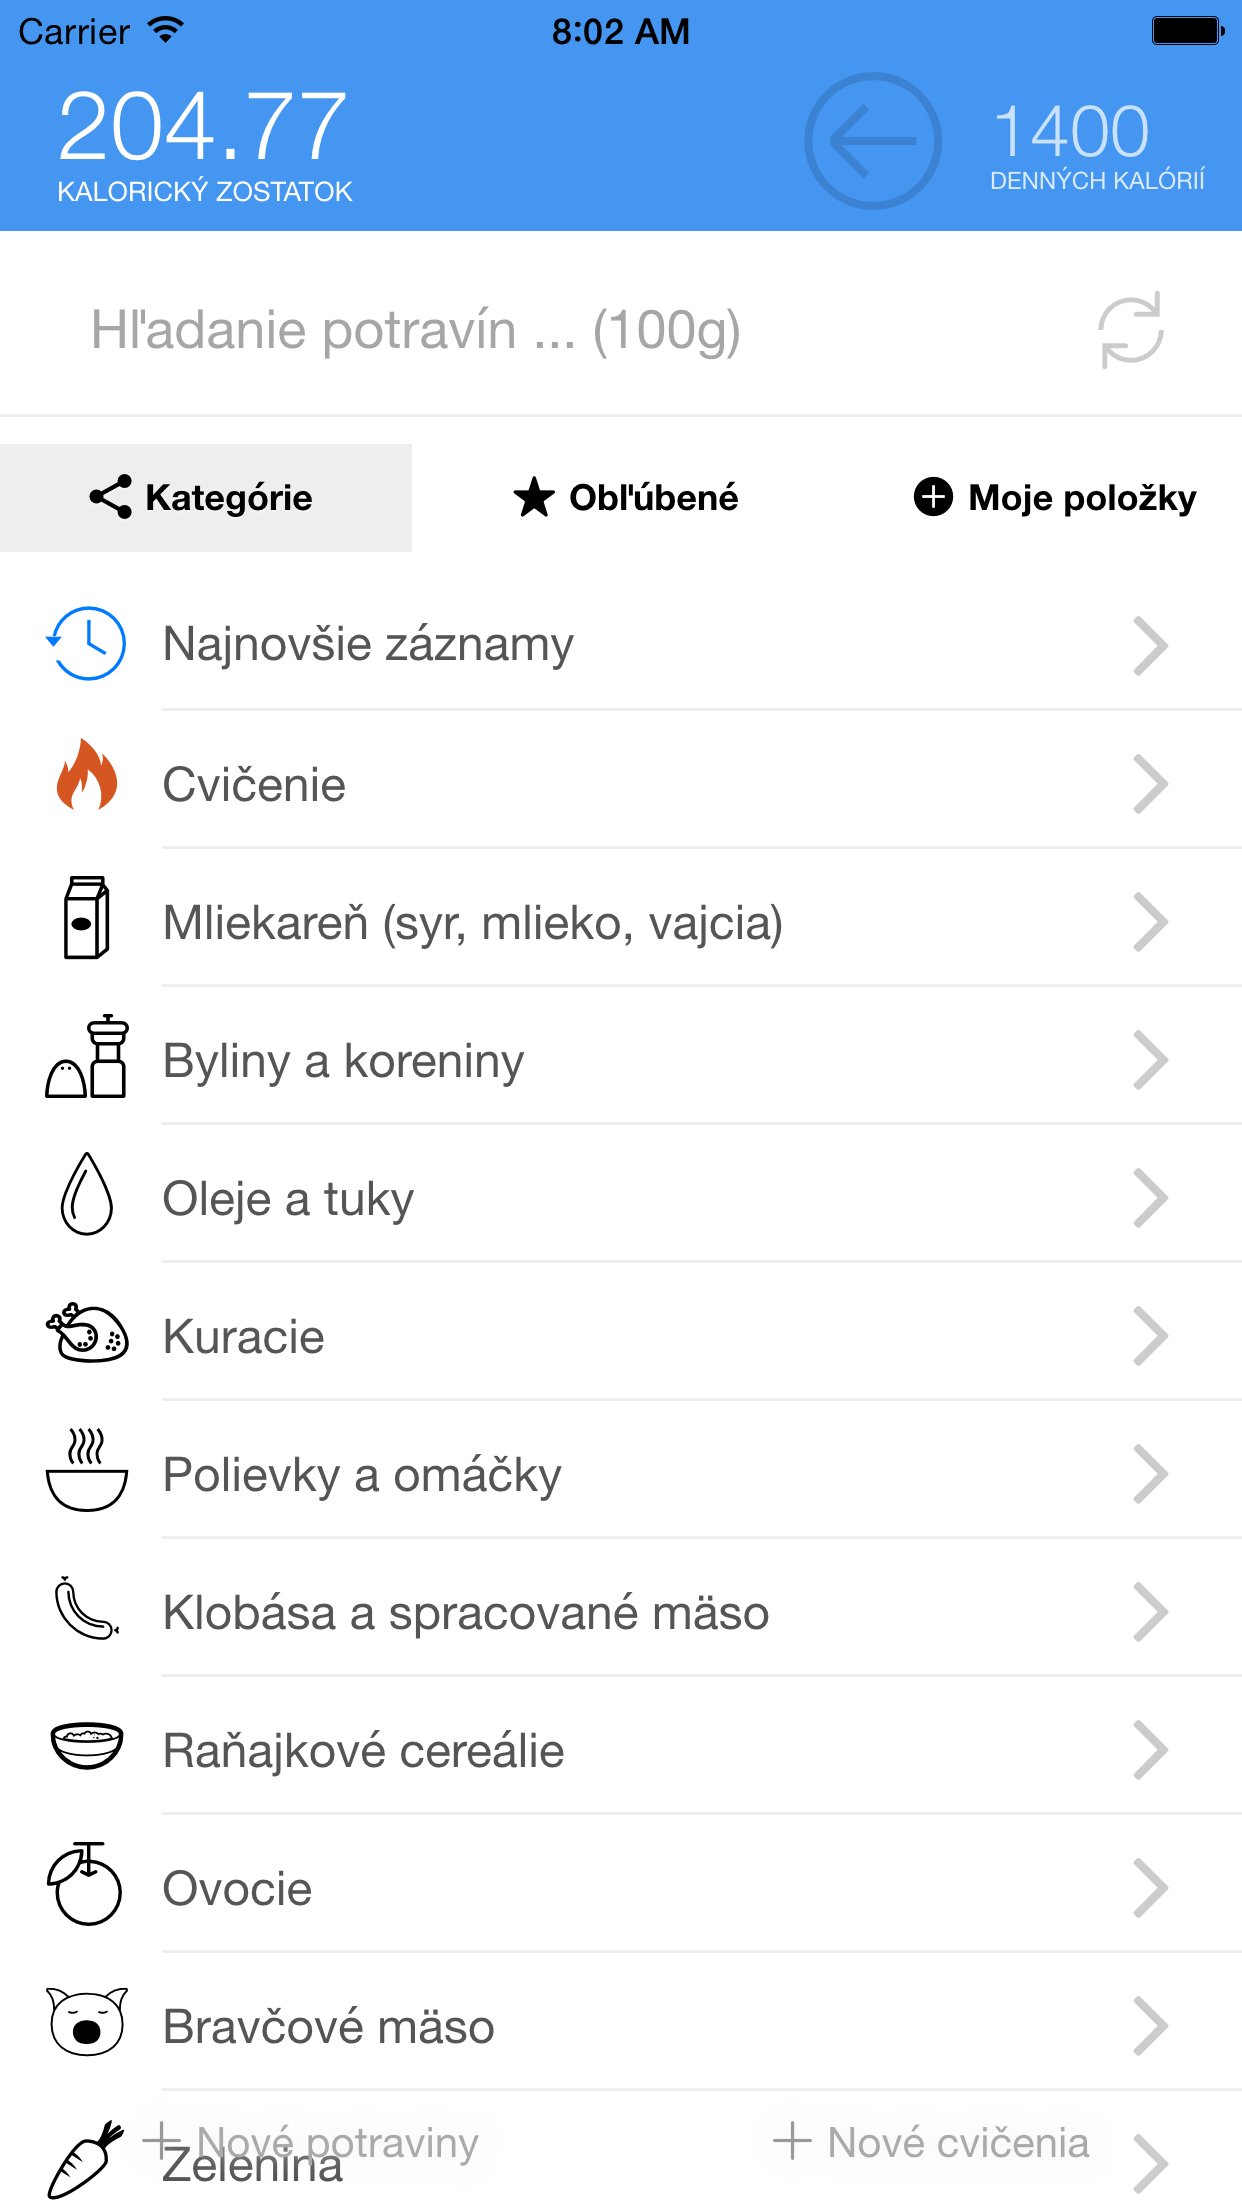 Carrier 8:02 AM
204.77
KALORICKÝ ZOSTATOK
1400
DENNÝCH KALÓRIÍ
Hľadanie potravín ... (100g)
Kategórie
Obľúbené
Moje položky
Najnovšie záznamy
Cvičenie
Mliekareň (syr, mlieko, vajcia)
Byliny a koreniny
Oleje a tuky
Kuracie
Polievky a omáčky
Klobása a spracované mäso
Raňajkové cereálie
Ovocie
Bravčové mäso
Nové potraviny
Nové cvičenia
Zelenina